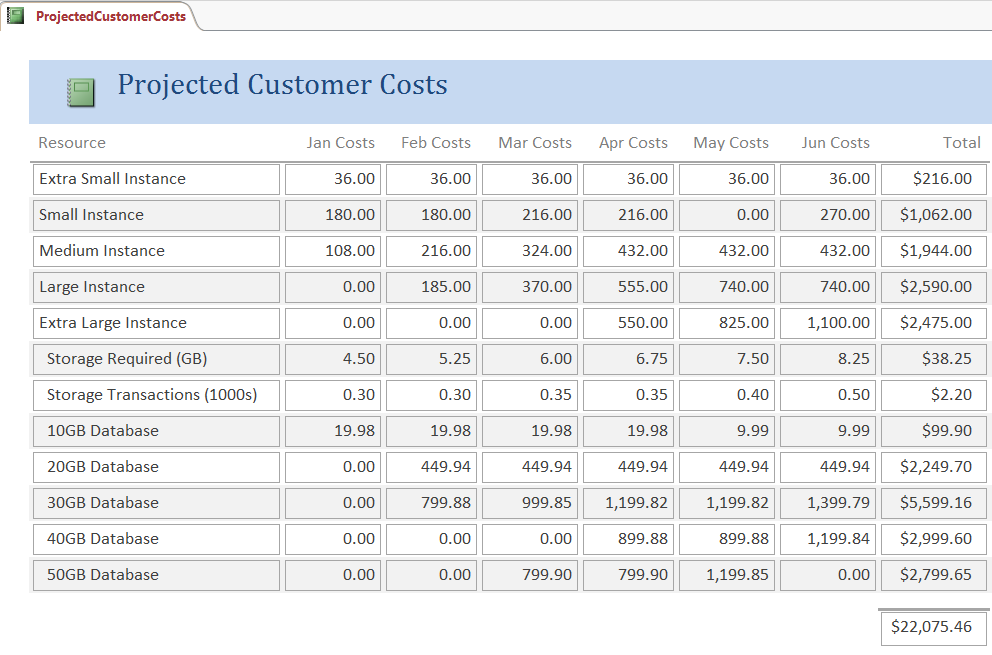 ProjectedCustomerCosts
Projected Customer Costs
Resource Jan Costs Feb Costs Mar Costs Apr Costs May Costs Jun Costs Total
Extra Small Instance 36.00 36.00 36.00 36.00 36.00 36.00 $216.00
Small Instance 180.00 180.00 216.00 216.00 0.00 270.00 $1,062.00
Medium Instance 108.00 216.00 324.00 432.00 432.00 432.00 $1,944.00
Large Instance 0.00 185.00 370.00 555.00 740.00 740.00 $2,590.00
Extra Large Instance 0.00 0.00 0.00 550.00 825.00 1,100.00 $2,475.00
Storage Required (GB) 4.50 5.25 6.00 6.75 7.50 8.25 $38.25
Storage Transactions (1000s) 0.30 0.30 0.35 0.35 0.40 0.50 $2.20
10GB Database 19.98 19.98 19.98 19.98 9.99 9.99 $99.90
20GB Database 0.00 449.94 449.94 449.94 449.94 449.94 $2,249.70
30GB Database 0.00 799.88 999.85 1,199.82 1,199.82 1,399.79 $5,599.16
40GB Database 0.00 0.00 0.00 899.88 899.88 1,199.84 $2,999.60
50GB Database 0.00 0.00 799.90 799.90 1,199.85 0.00 $2,799.65
$22,075.46